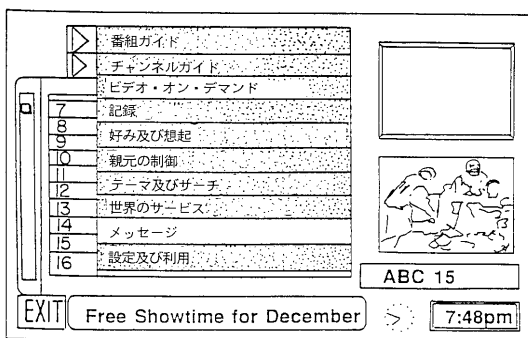 番組ガイド
チャンネルガイド
ビデオ・オン・デマンド
7 記録
8
9 好み及び想起
10 親元の制御
11
12 テーマ及びサーチ
13 世界のサービス
14 メッセージ
15
16 設定及び利用
ABC 15
EXIT Free Showtime for December 7:48pm